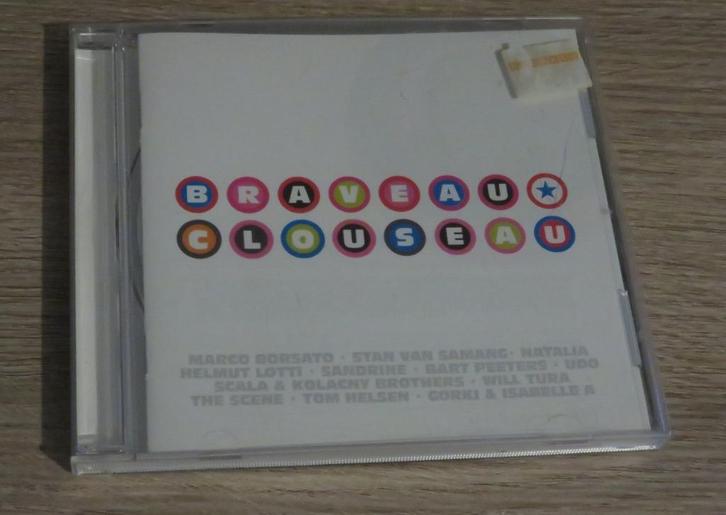 BRAVEAU
CLOUSEAU
MARCO BORSATO · STAN VAN SAMANG · NATALIA
HELMUT LOTTI · SANDRINE · BART PEETERS · UDO
SCALA & KOLACNY BROTHERS · WILL TURA
THE SCENE · TOM HELSEN · GORKI & ISABELLE A